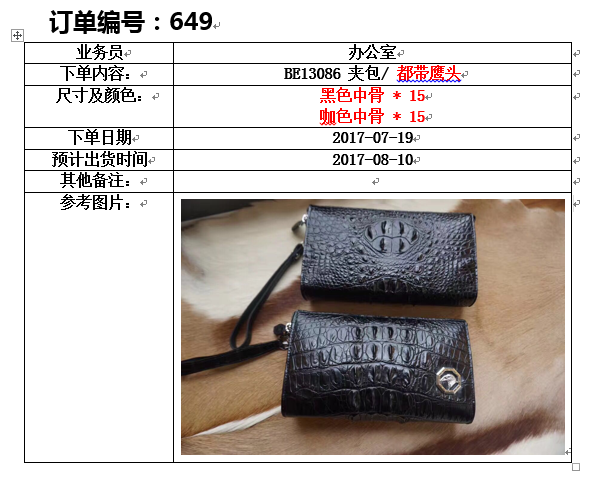 订单编号：649
业务员 办公室
下单内容： BE13086 夹包/ 都带鹰头
尺寸及颜色： 黑色中骨 * 15
咖色中骨 * 15
下单日期 2017-07-19
预计出货时间 2017-08-10
其他备注：
参考图片：